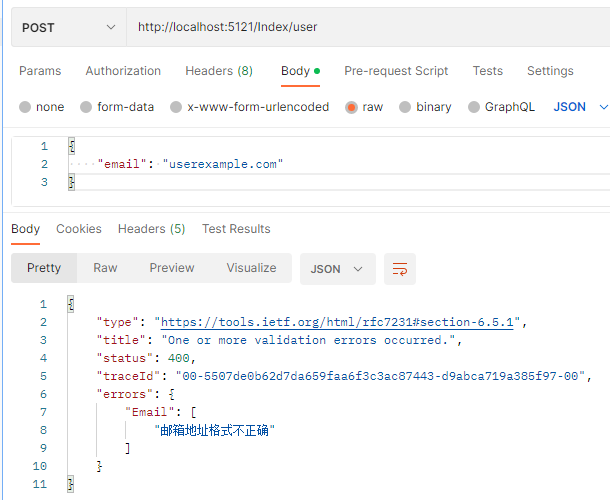 POST http://localhost:5121/Index/user
Params Authorization Headers (8) Body Pre-request Script Tests Settings
none form-data x-www-form-urlencoded raw binary GraphQL JSON
1 {
2 ····"email":·"userexample.com"
3 }
Body Cookies Headers (5) Test Results
Pretty Raw Preview Visualize JSON
1 {
2 "type": "https://tools.ietf.org/html/rfc7231#section-6.5.1",
3 "title": "One or more validation errors occurred.",
4 "status": 400,
5 "traceId": "00-5507de0b62d7da659faa6f3c3ac87443-d9abca719a385f97-00",
6 "errors": {
7 "Email": [
8 "邮箱地址格式不正确"
9 ]
10 }
11 }